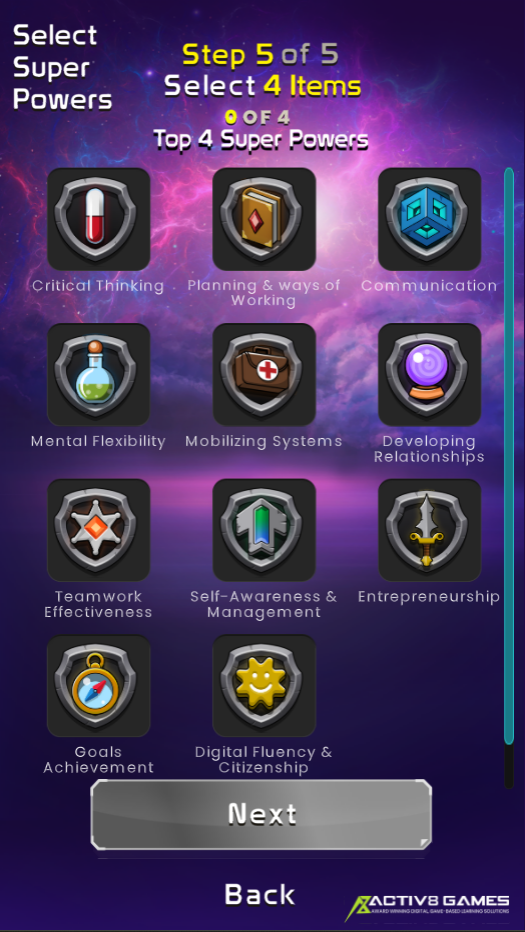 Select
Super
Powers
Step 5 of 5
Select 4 Items
0 OF 4
Top 4 Super Powers
Critical Thinking
Planning & ways of
Working
Communication
Mental Flexibility
Mobilizing Systems
Developing
Relationships
Teamwork
Effectiveness
Self-Awareness &
Management
Entrepreneurship
Goals
Achievement
Digital Fluency &
Citizenship
Next
Back
ACTIV8 GAMES
AWARD WINNING DIGITAL GAME-BASED LEARNING SOLUTIONS